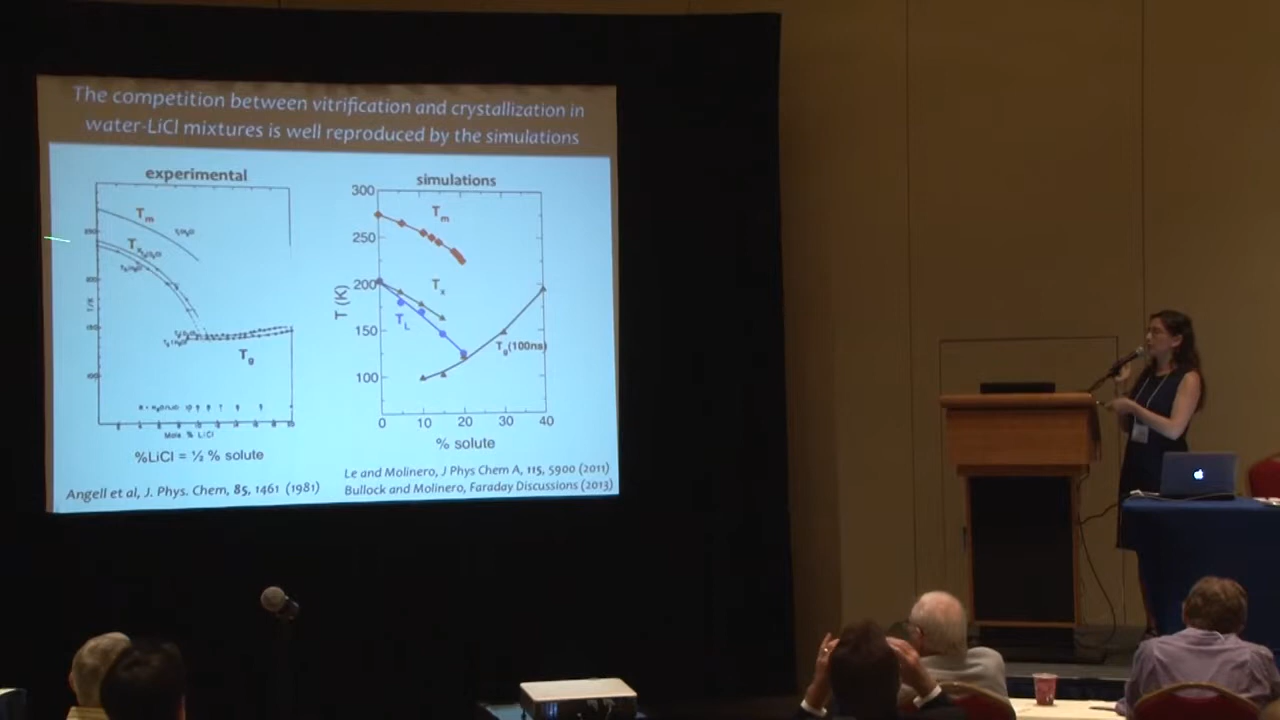 The competition between vitrification and crystallization in
water-LiCl mixtures is well reproduced by the simulations
experimental
simulations
Tm
Tx
Tg
Mole % LiCl
%LiCl = ½ % solute
Angell et al, J. Phys. Chem, 85, 1461 (1981)
300
250
200
150
100
T (K)
Tm
Tx
TL
Tg(100ns)
0
10
20
30
40
% solute
Le and Molinero, J Phys Chem A, 115, 5900 (2011)
Bullock and Molinero, Faraday Discussions (2013)